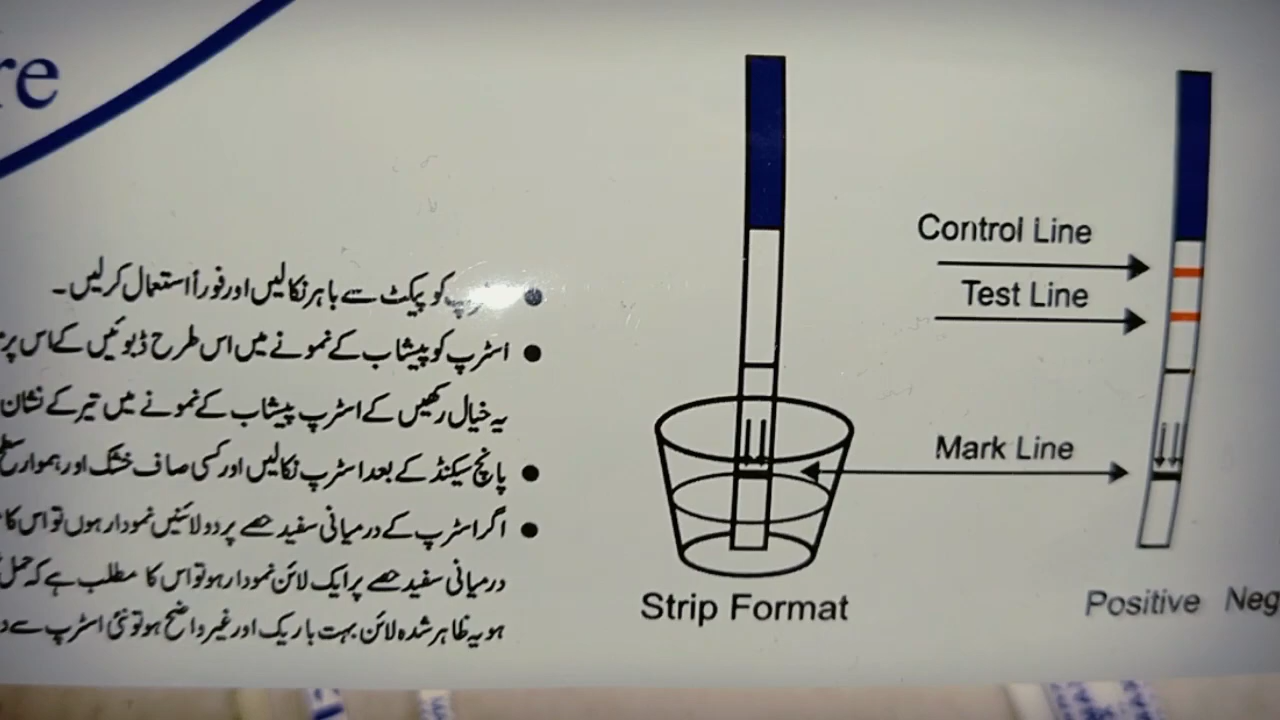 re
اسٹرپ کو پیکٹ سے باہر نکالیں اور فوراً استعمال کرلیں۔
اسٹرپ کو پیشاب کے نمونے میں اس طرح ڈبوئیں کے اس پر
یہ خیال رکھیں کے اسٹرپ پیشاب کے نمونے میں تیر کے نشان
پانچ سیکنڈ کے بعد اسٹرپ نکالیں اور کسی صاف خشک اور ہموار سطح
اگر اسٹرپ کے درمیانی سفید حصے پر دو لائنیں نمودار ہوں تو اس کا
درمیانی سفید حصے پر ایک لائن نمودار ہو تو اس کا مطلب ہے کہ حمل
ہو یہ ظاہر شدہ لائن بہت باریک اور غیر واضح ہو تو نئی اسٹرپ سے
Strip Format
Control Line
Test Line
Mark Line
Positive Neg